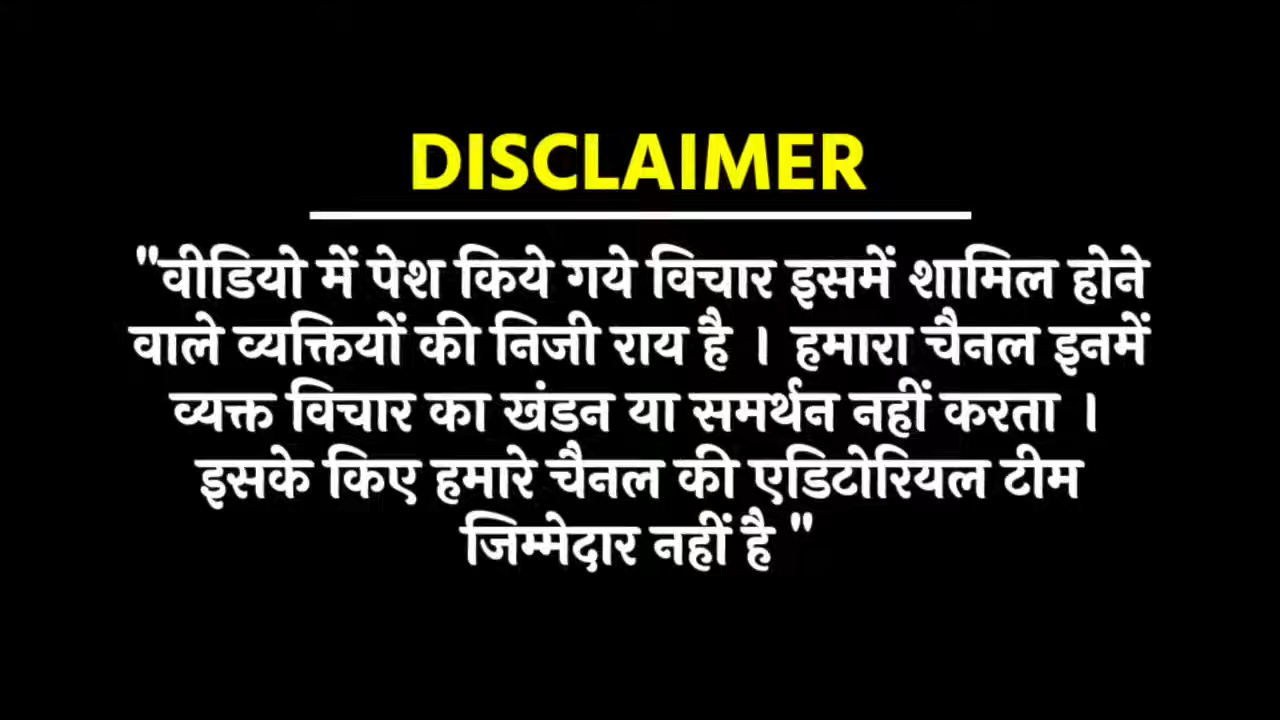 DISCLAIMER
"वीडियो में पेश किये गये विचार इसमें शामिल होने
वाले व्यक्तियों की निजी राय है । हमारा चैनल इनमें
व्यक्त विचार का खंडन या समर्थन नहीं करता ।
इसके किए हमारे चैनल की एडिटोरियल टीम
जिम्मेदार नहीं है "